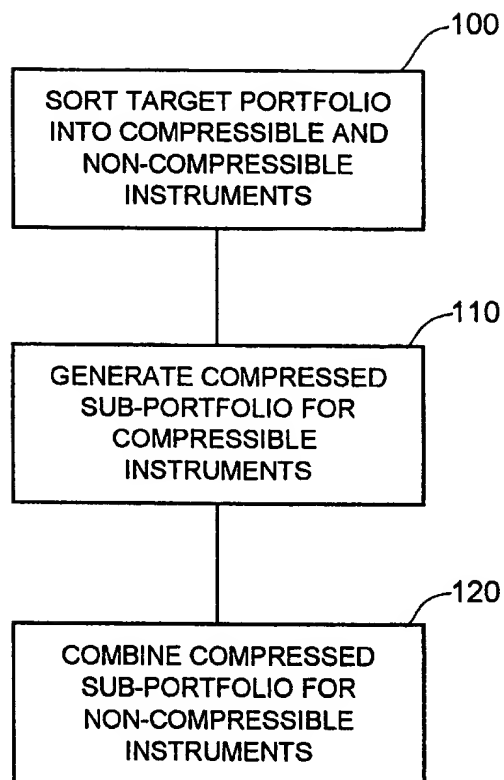 100
SORT TARGET PORTFOLIO
INTO COMPRESSIBLE AND
NON-COMPRESSIBLE
INSTRUMENTS
110
GENERATE COMPRESSED
SUB-PORTFOLIO FOR
COMPRESSIBLE
INSTRUMENTS
120
COMBINE COMPRESSED
SUB-PORTFOLIO FOR
NON-COMPRESSIBLE
INSTRUMENTS